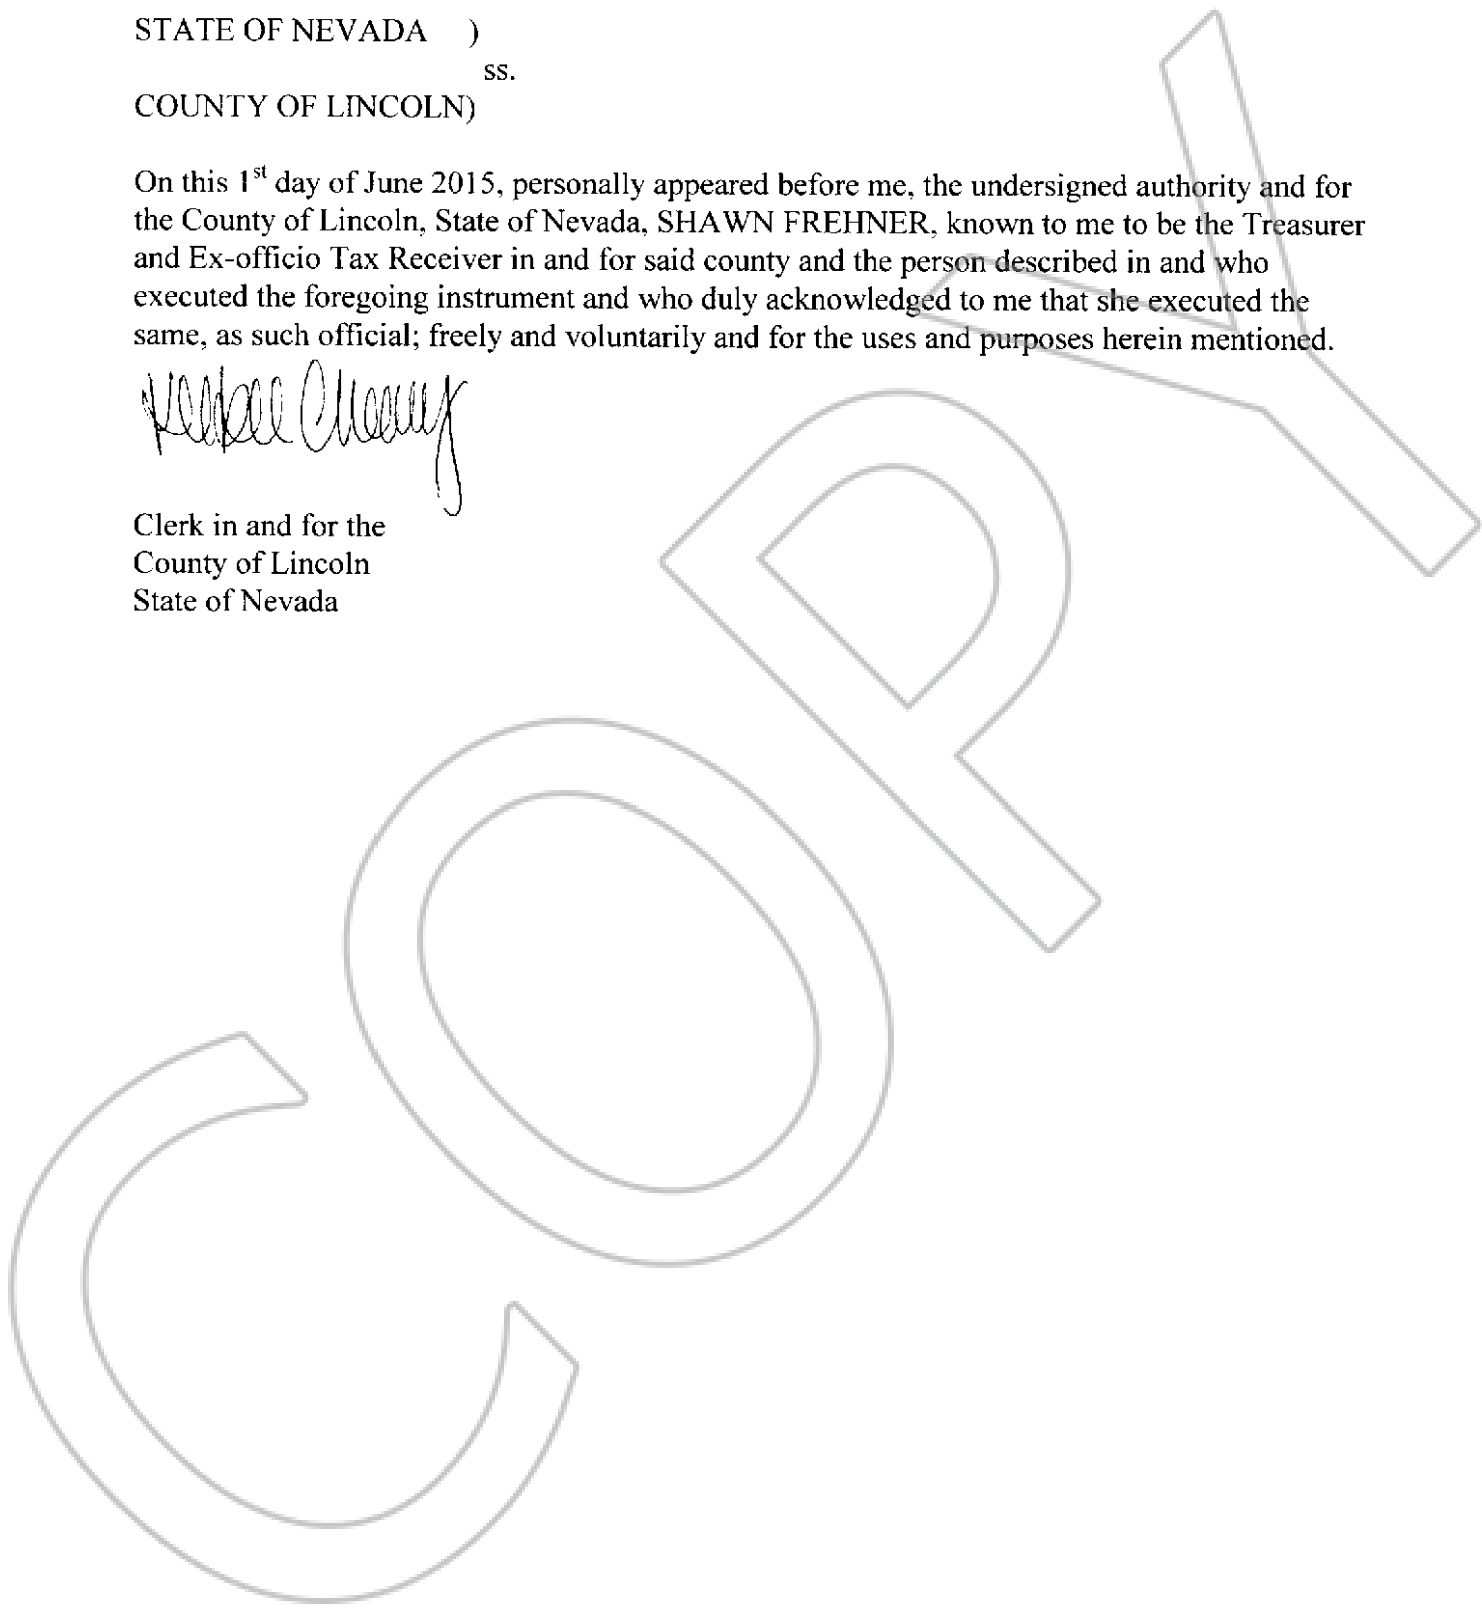 STATE OF NEVADA )
ss.
COUNTY OF LINCOLN)
On this 1st day of June 2015, personally appeared before me, the undersigned authority and for
the County of Lincoln, State of Nevada, SHAWN FREHNER, known to me to be the Treasurer
and Ex-officio Tax Receiver in and for said county and the person described in and who
executed the foregoing instrument and who duly acknowledged to me that she executed the
same, as such official; freely and voluntarily and for the uses and purposes herein mentioned.
Clerk in and for the
County of Lincoln
State of Nevada
COPY